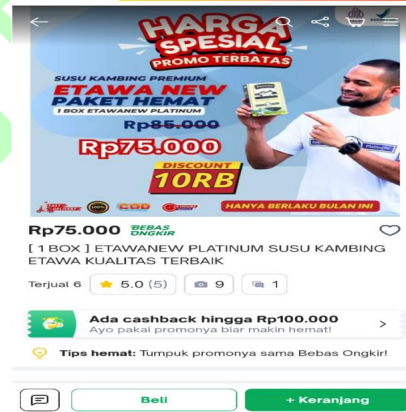 HARGA
SPESIAL
PROMO TERBATAS
SUSU KAMBING PREMIUM
ETAWA NEW
PAKET HEMAT
1 BOX ETAWANEW PLATINUM
Rp85.000
Rp75.000
DISCOUNT
10RB
100%
COD
HANYA BERLAKU BULAN INI
Rp75.000 BEBAS ONGKIR
[ 1 BOX ] ETAWANEW PLATINUM SUSU KAMBING
ETAWA KUALITAS TERBAIK
Terjual 6 5.0 (5) 9 1
Ada cashback hingga Rp100.000
Ayo pakai promonya biar makin hemat!
Tips hemat: Tumpuk promonya sama Bebas Ongkir!
Beli + Keranjang